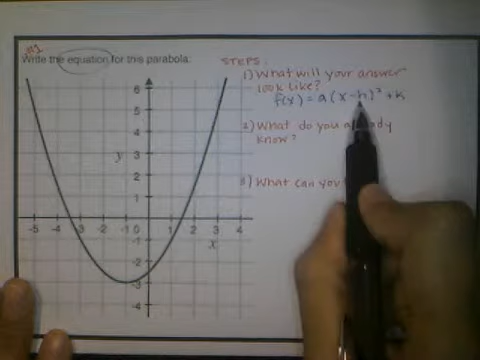 #1
Write the equation for this parabola:
STEPS:
1) What will your answer
look like?
f(x) = a(x-h)² + k
2) What do you
know?
3) What can you
y
x
6
5
4
3
2
1
-5 -4 -3 -2 -1 0 1 2 3 4
-1
-2
-3
-4